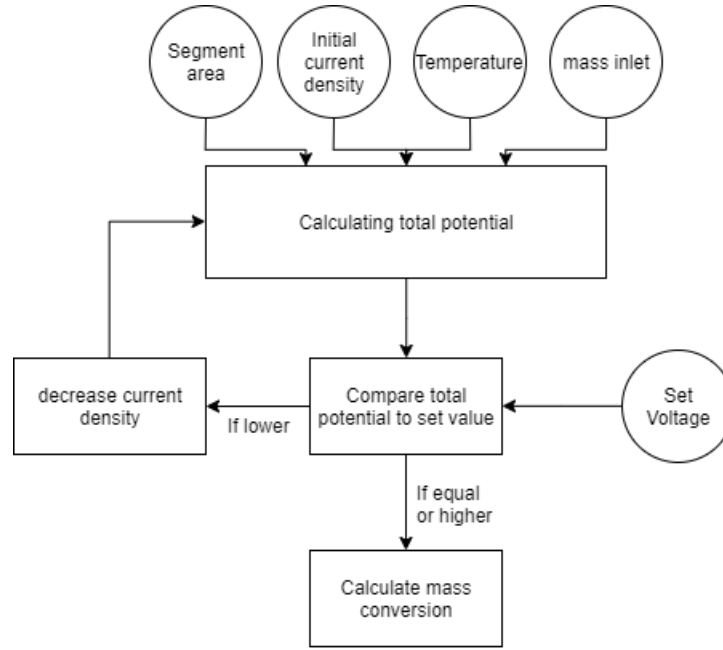 Segment
area
Initial
current
density
Temperature
mass inlet
Calculating total potential
decrease current
density
If lower
Compare total
potential to set value
Set
Voltage
If equal
or higher
Calculate mass
conversion